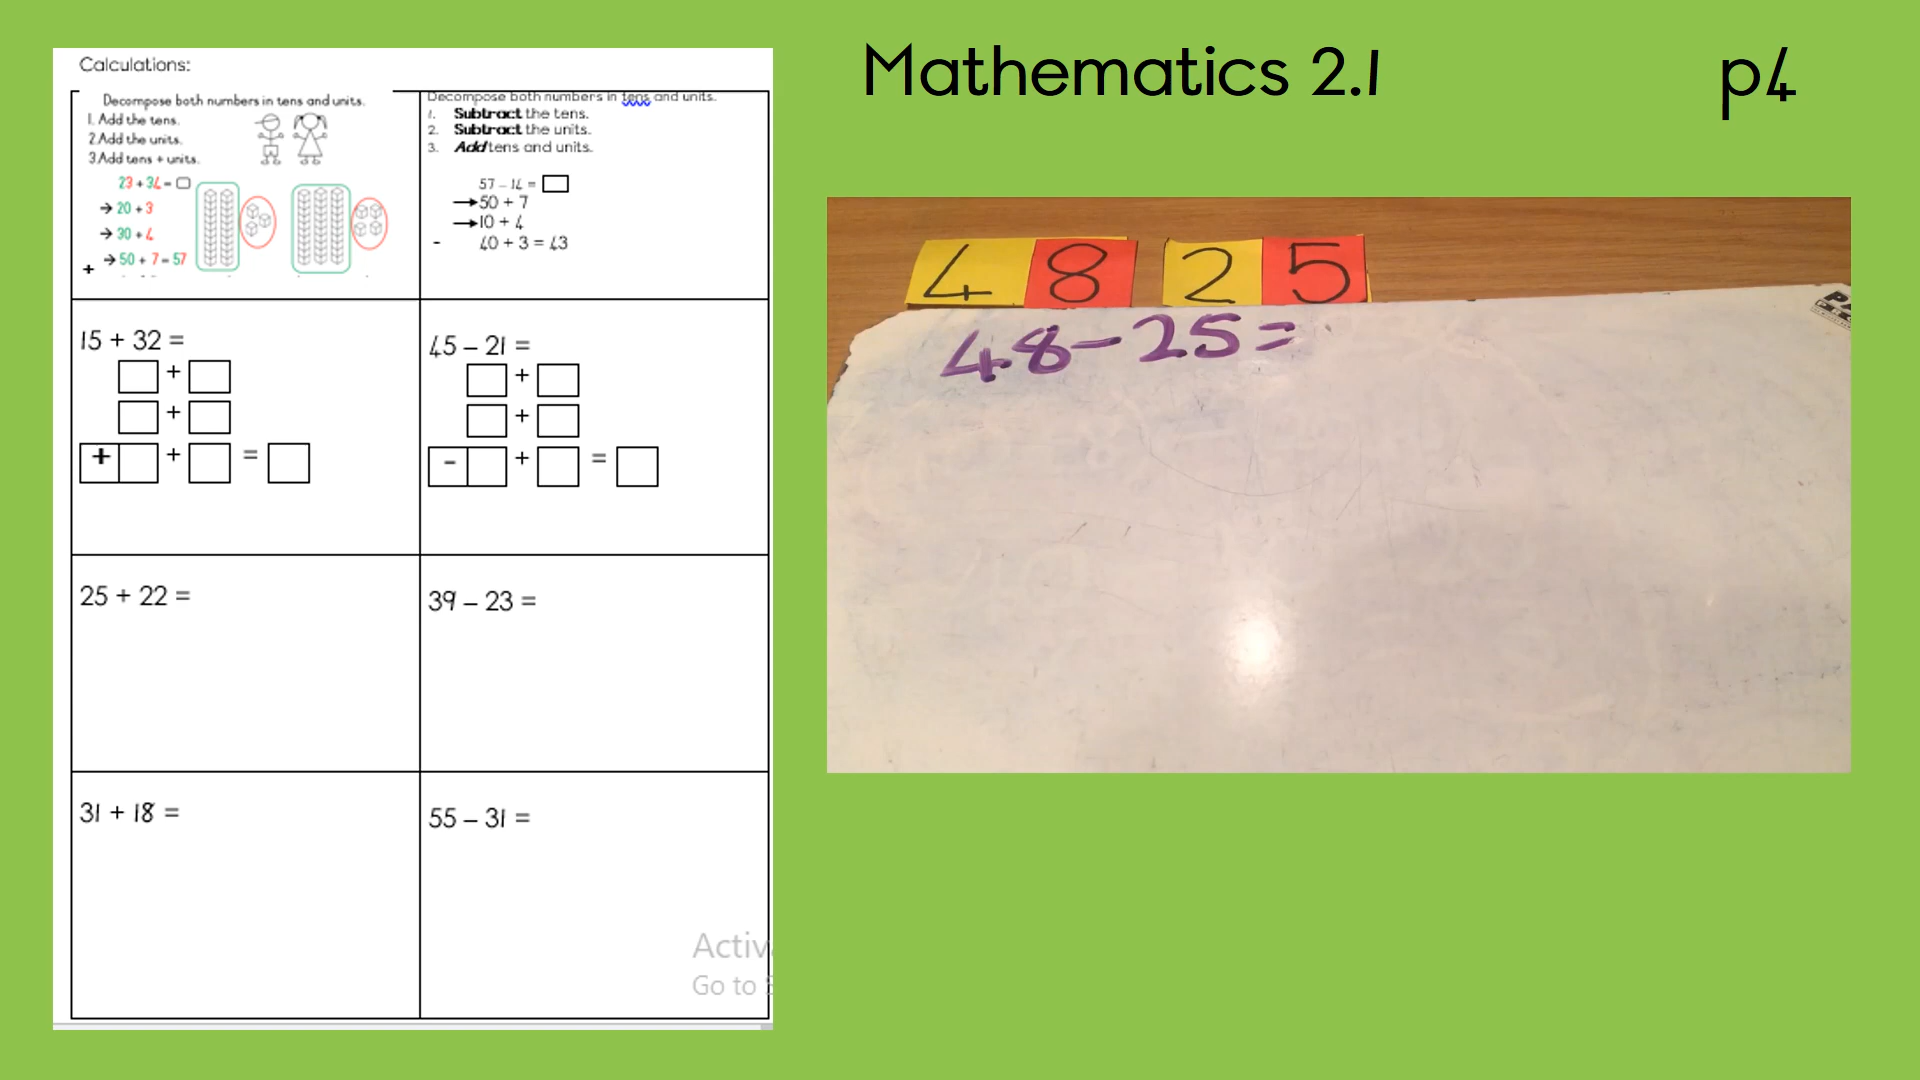 Mathematics 2.1
p4
Calculations:
Decompose both numbers in tens and units.
1. Add the tens.
2.Add the units.
3.Add tens + units.
23 + 34 = 
→ 20 + 3
→ 30 + 4
→ 50 + 7 = 57
+
Decompose both numbers in tens and units.
1. Subtract the tens.
2. Subtract the units.
3. Add tens and units.
57 – 14 =
→50 + 7
→10 + 4
- 40 + 3 = 43
15 + 32 =
+
+
+ + =
45 – 21 =
+
+
- + =
25 + 22 =
39 – 23 =
31 + 18 =
55 – 31 =
Activ
Go to
4 8 2 5
48-25=